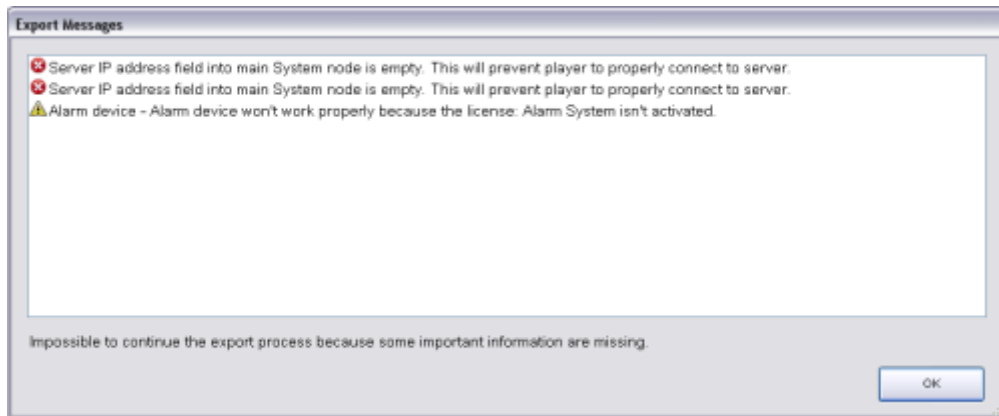 Export Messages
Server IP address field into main System node is empty. This will prevent player to properly connect to server.
Server IP address field into main System node is empty. This will prevent player to properly connect to server.
Alarm device - Alarm device won't work properly because the license: Alarm System isn't activated.
Impossible to continue the export process because some important information are missing.
OK